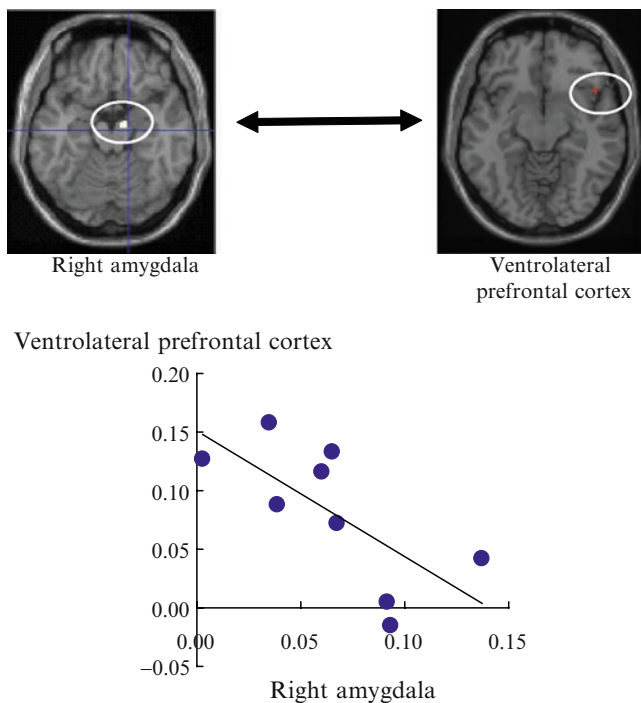 Right amygdala
Ventrolateral
prefrontal cortex
Ventrolateral prefrontal cortex
0.20
0.15
0.10
0.05
0.00
−0.05
0.00 0.05 0.10 0.15
Right amygdala